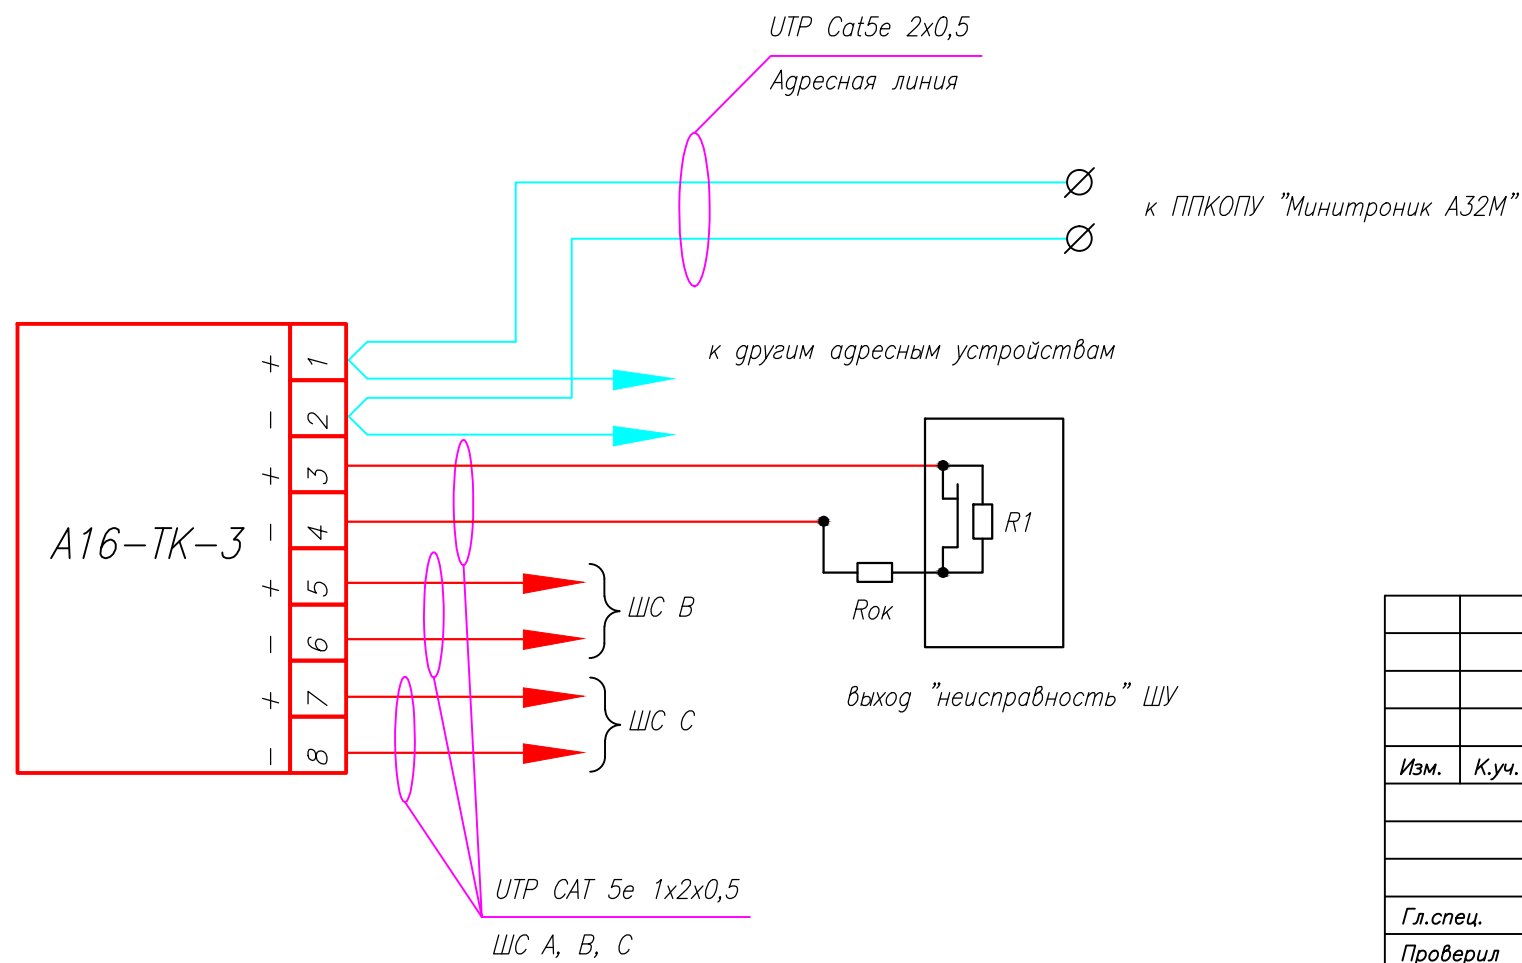 UTP Cat5e 2x0,5
Адресная линия
к ППКОПУ "Минитроник А32М"
к другим адресным устройствам
А16-ТК-3
+ 1
- 2
+ 3
- 4
+ 5
- 6
+ 7
- 8
R1
Rок
ШС В
выход "неисправность" ШУ
ШС С
UTP CAT 5e 1x2x0,5
ШС А, В, С
Изм. К.уч.
Гл.спец.
Проверил